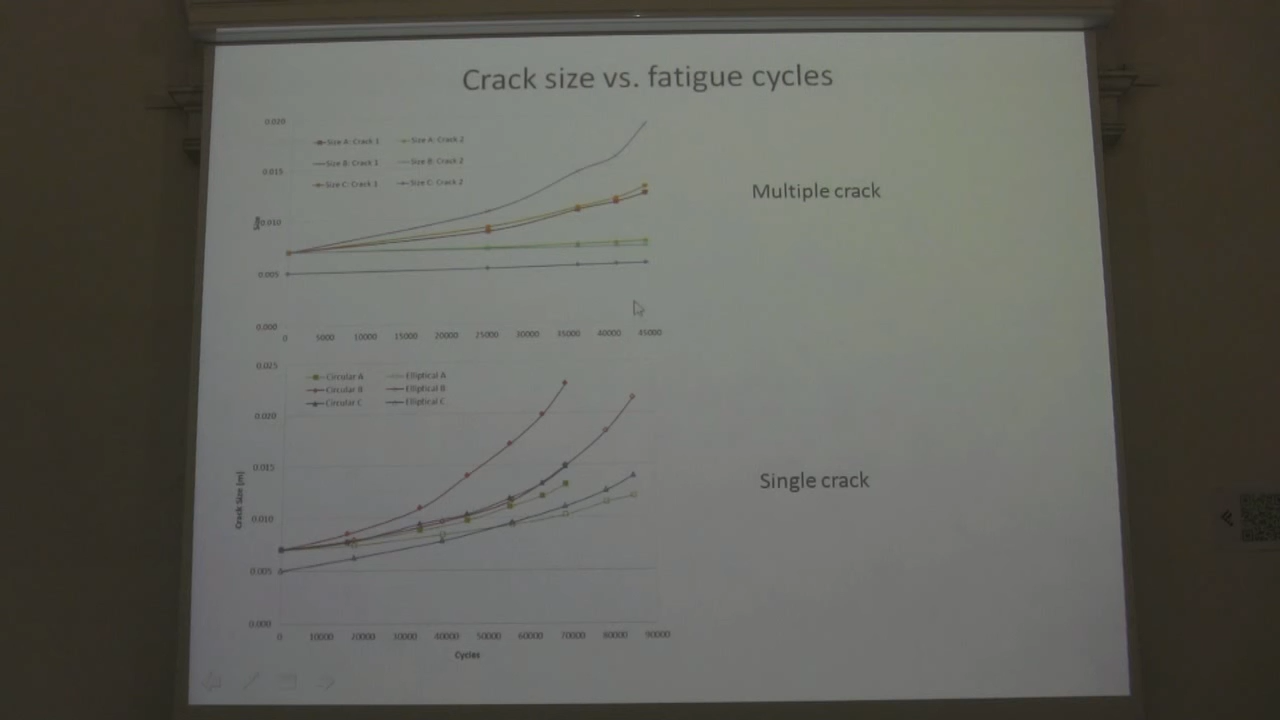 Crack size vs. fatigue cycles
0.020
Size A: Crack 1 Size A: Crack 2
Size B: Crack 1 Size B: Crack 2
0.015
Size C: Crack 1 Size C: Crack 2
Multiple crack
Size
0.010
0.005
0.000
0 5000 10000 15000 20000 25000 30000 35000 40000 45000
0.025
Circular A Elliptical A
Circular B Elliptical B
Circular C Elliptical C
0.020
0.015
Single crack
Crack Size (m)
0.010
0.005
0.000
0 10000 20000 30000 40000 50000 60000 70000 80000 90000
Cycles